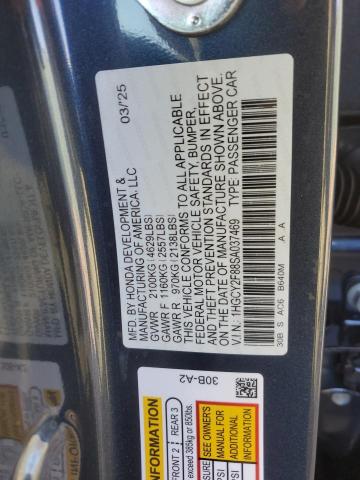 MFD. BY HONDA DEVELOPMENT & 03/'25
MANUFACTURING OF AMERICA, LLC
GVWR 2100KG(4629LBS)
GAWR F 1160KG(2557LBS)
GAWR R 970KG(2138LBS)
THIS VEHICLE CONFORMS TO ALL APPLICABLE
FEDERAL MOTOR VEHICLE SAFETY, BUMPER,
AND THEFT PREVENTION STANDARDS IN EFFECT
ON THE DATE OF MANUFACTURE SHOWN ABOVE.
V.I.N.: 1HGCY2F88SA037469 TYPE PASSENGER CAR
30B S AC6 B640M A A
30B-A2
INFORMATION
FRONT 2 REAR 3
exceed 385kg or 850lbs.
SEE OWNER'S
MANUAL FOR
ADDITIONAL
INFORMATION